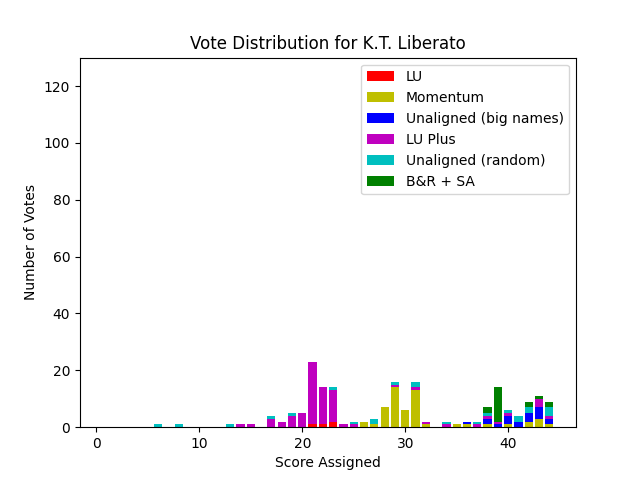 Vote Distribution for K.T. Liberato
LU
Momentum
Unaligned (big names)
LU Plus
Unaligned (random)
B&R + SA
Number of Votes
120
100
80
60
40
20
0
0 10 20 30 40
Score Assigned